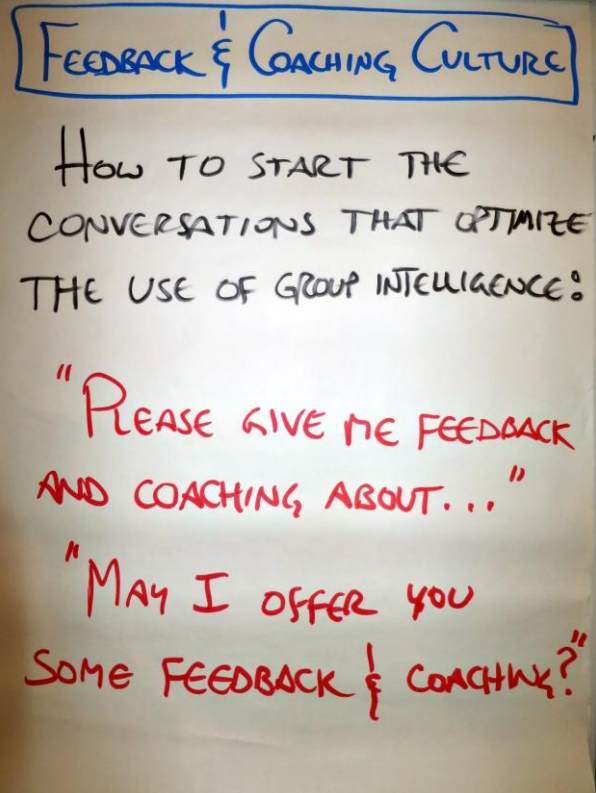 FEEDBACK & COACHING CULTURE
HOW TO START THE
CONVERSATIONS THAT OPTIMIZE
THE USE OF GROUP INTELLIGENCE:
"PLEASE GIVE ME FEEDBACK
AND COACHING ABOUT..."
"MAY I OFFER YOU
SOME FEEDBACK & COACHING?"